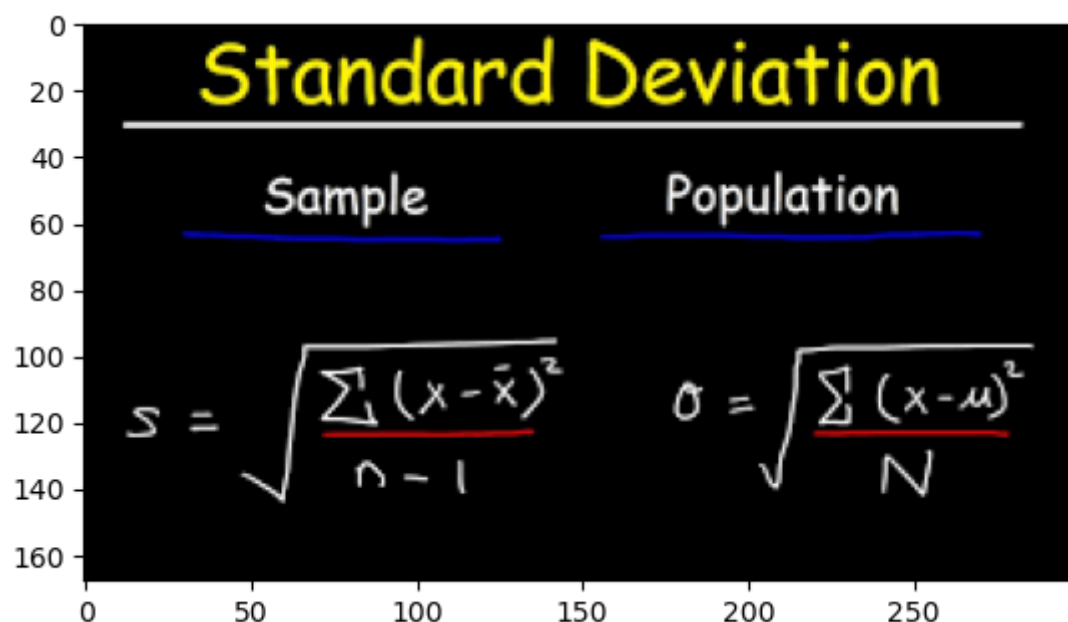 Standard Deviation
Sample Population
s = √ Σ (x - x̄)² / n - 1 σ = √ Σ (x - μ)² / N
0
20
40
60
80
100
120
140
160
0 50 100 150 200 250